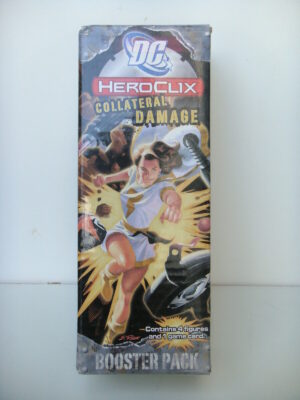 DC
HEROCLIX
COLLATERAL
DAMAGE
Contains 4 figures
and 1 game card.
BOOSTER PACK